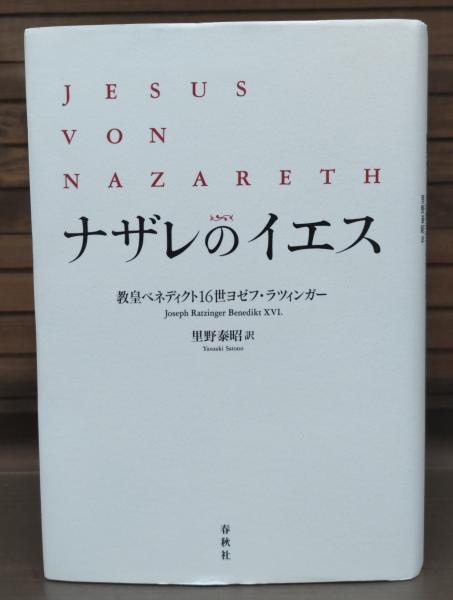 JESUS
VON
NAZARETH
ナザレのイエス
教皇ベネディクト16世ヨゼフ・ラツィンガー
Joseph Ratzinger Benedikt XVI.
里野泰昭 訳
Yasuaki Satono
春秋社